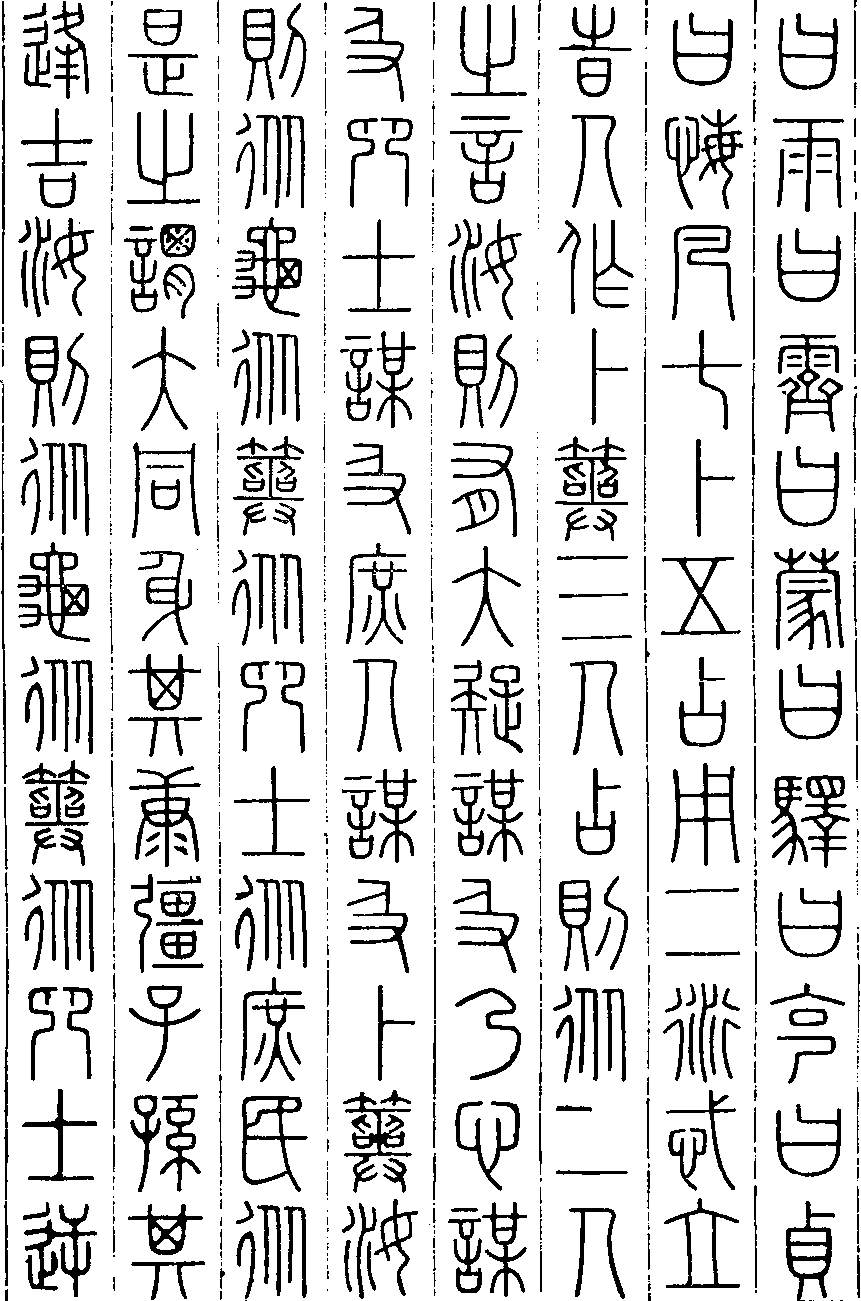 曰雨曰霽曰蒙曰驛曰克曰貞
曰悔凡七卜五占用二衍忒立
時人作卜筮三人占則從二人
之言汝則有大疑謀及乃心謀
及卿士謀及庶人謀及卜筮汝
則從龜從筮從卿士從庶民從
是之謂大同身其康彊子孫其
逢吉汝則從龜從筮從卿士逆